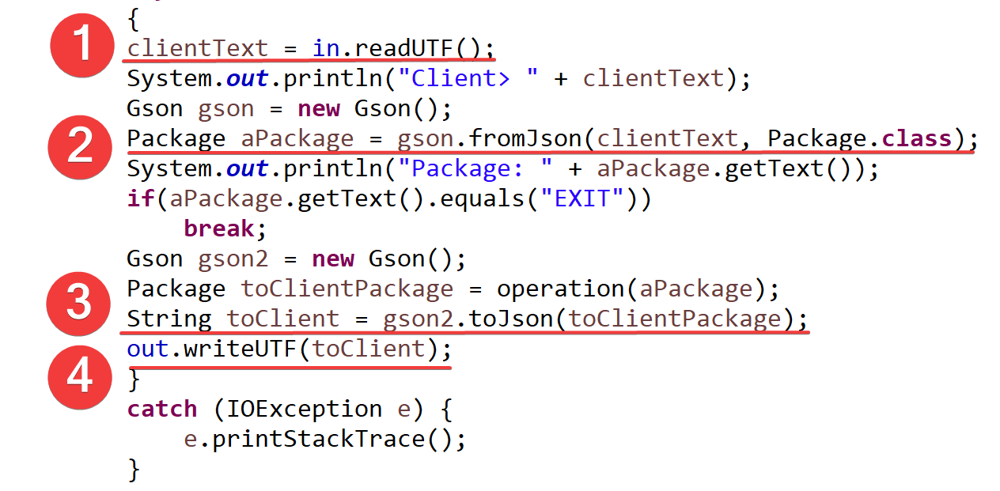 {
1 clientText = in.readUTF();
System.out.println("Client> " + clientText);
Gson gson = new Gson();
2 Package aPackage = gson.fromJson(clientText, Package.class);
System.out.println("Package: " + aPackage.getText());
if(aPackage.getText().equals("EXIT"))
    break;
Gson gson2 = new Gson();
Package toClientPackage = operation(aPackage);
3 String toClient = gson2.toJson(toClientPackage);
4 out.writeUTF(toClient);
}
catch (IOException e) {
    e.printStackTrace();
}